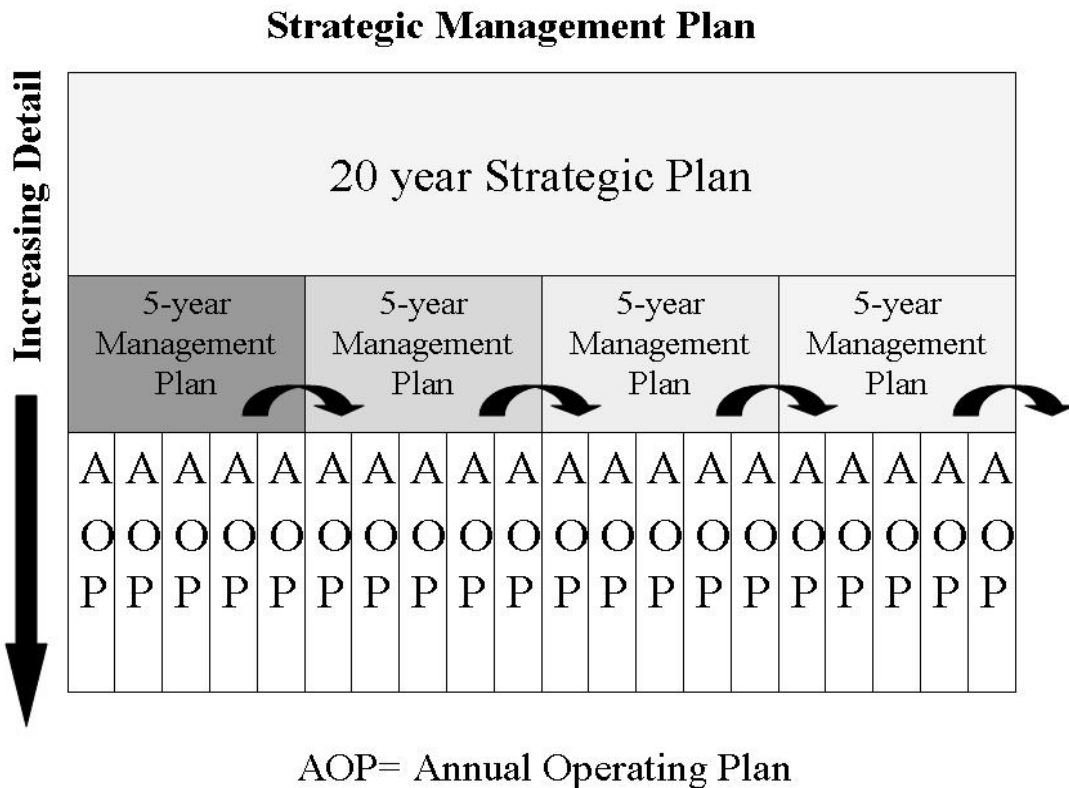 Strategic Management Plan
Increasing Detail
20 year Strategic Plan
5-year
Management
Plan
5-year
Management
Plan
5-year
Management
Plan
5-year
Management
Plan
A A A A A A A A A A A A A A A A A A A A
O O O O O O O O O O O O O O O O O O O O
P P P P P P P P P P P P P P P P P P P P
AOP= Annual Operating Plan